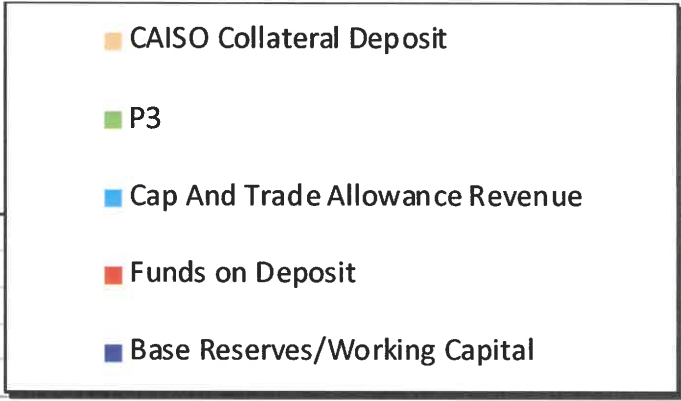 CAISO Collateral Deposit
P3
Cap And Trade Allowance Revenue
Funds on Deposit
Base Reserves/Working Capital